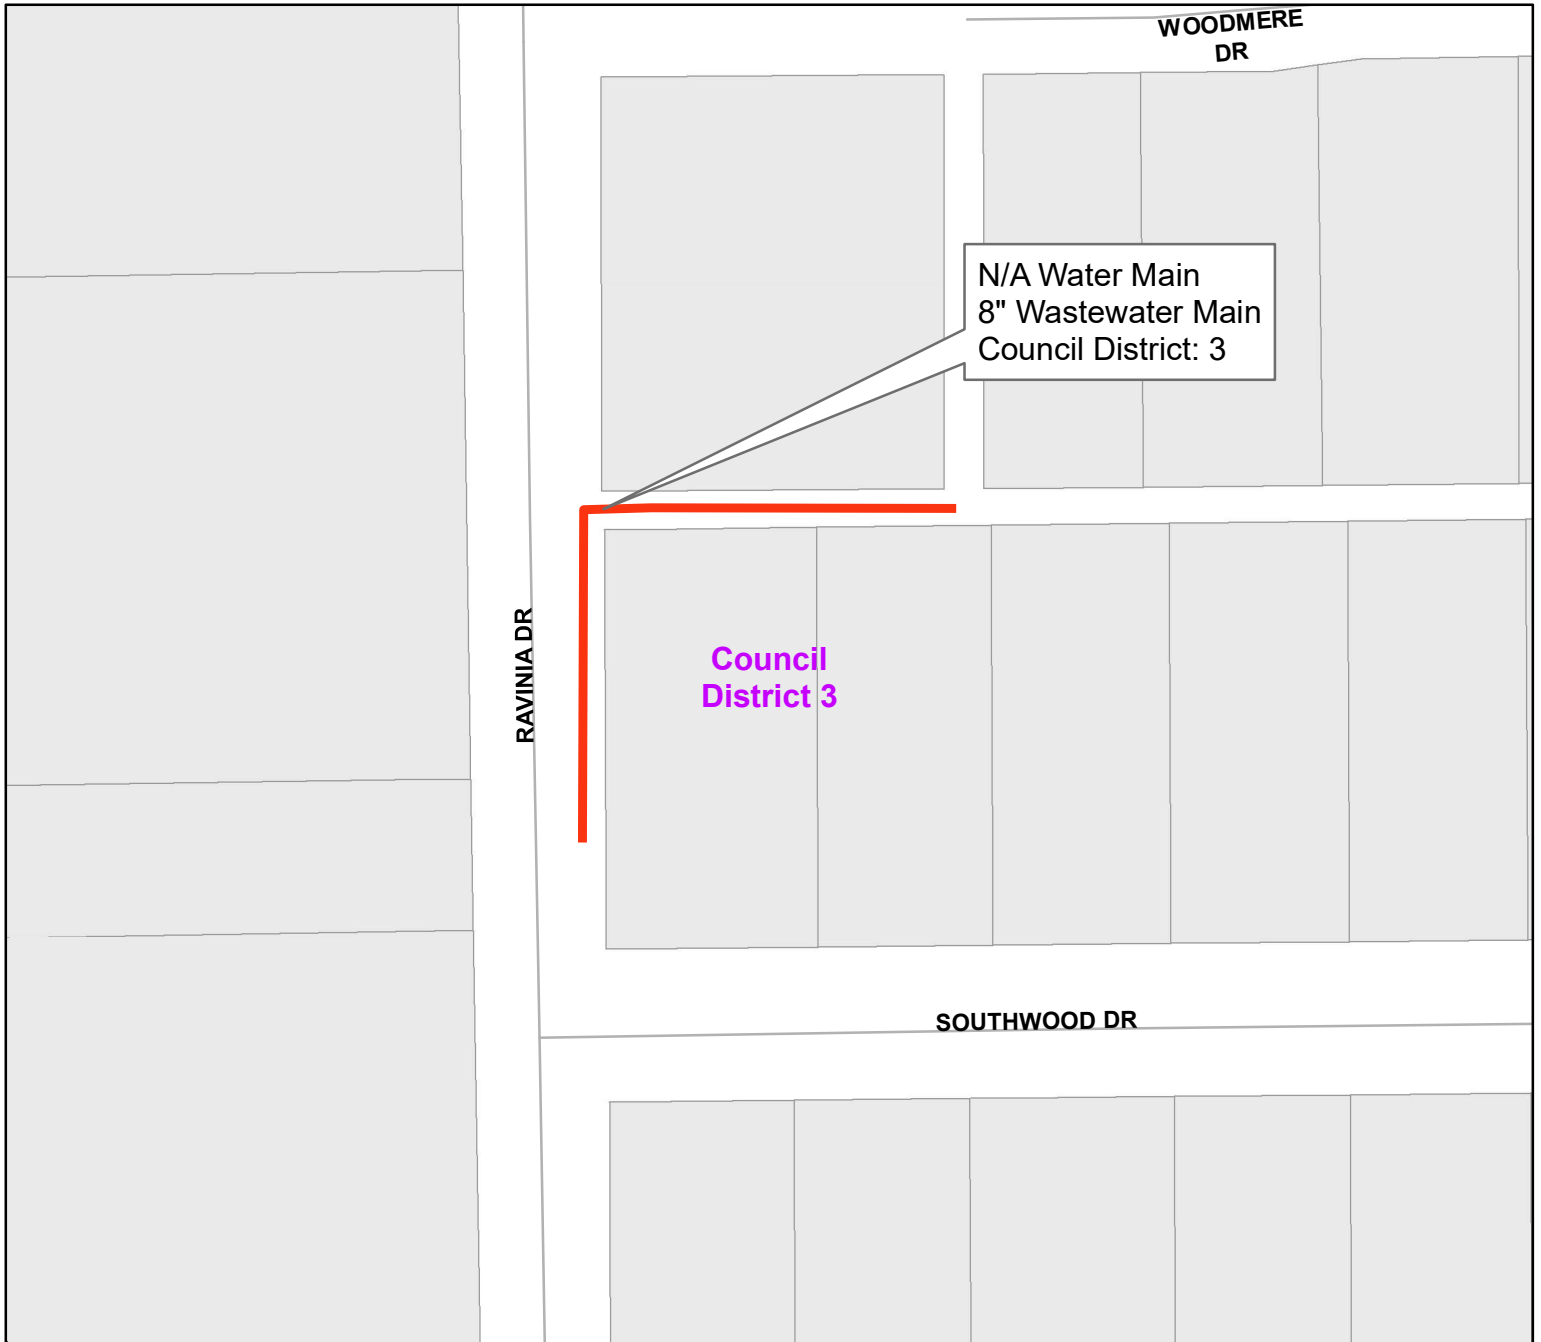 WOODMERE
DR
N/A Water Main
8" Wastewater Main
Council District: 3
RAVINIA DR
Council
District 3
SOUTHWOOD DR